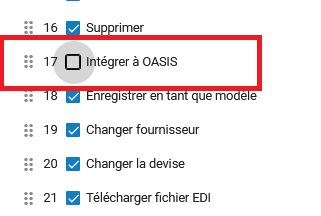 16 Supprimer
17 Intégrer à OASIS
18 Enregistrer en tant que modèle
19 Changer fournisseur
20 Changer la devise
21 Télécharger fichier EDI